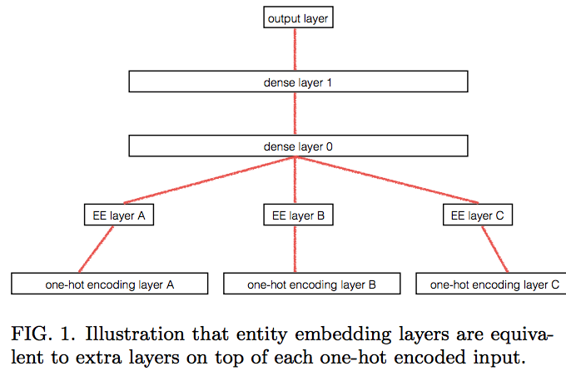 output layer
dense layer 1
dense layer 0
EE layer A
EE layer B
EE layer C
one-hot encoding layer A
one-hot encoding layer B
one-hot encoding layer C
FIG. 1. Illustration that entity embedding layers are equiva-
lent to extra layers on top of each one-hot encoded input.